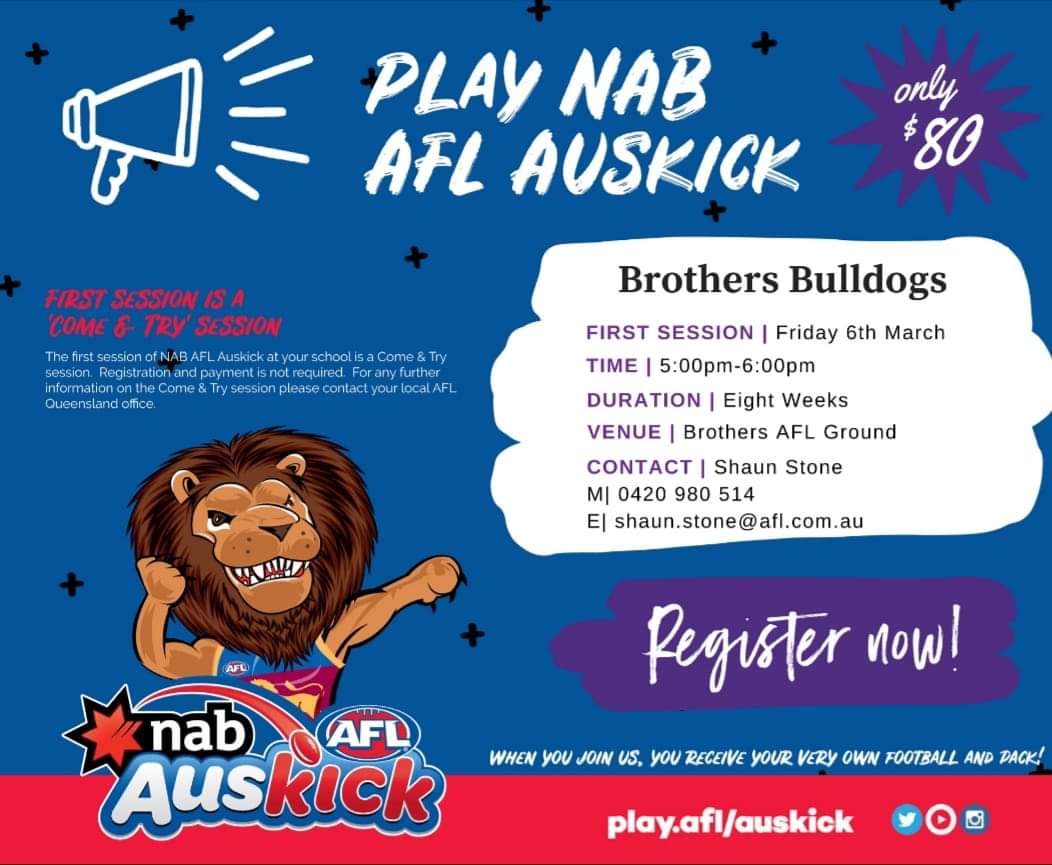 PLAY NAB
AFL AUSKICK
only
$80
FIRST SESSION IS A
'COME & TRY' SESSION
The first session of NAB AFL Auskick at your school is a Come & Try
session. Registration and payment is not required. For any further
information on the Come & Try session please contact your local AFL
Queensland office.
Brothers Bulldogs
FIRST SESSION | Friday 6th March
TIME | 5:00pm-6:00pm
DURATION | Eight Weeks
VENUE | Brothers AFL Ground
CONTACT | Shaun Stone
M| 0420 980 514
E| shaun.stone@afl.com.au
Register now!
AFL
nab
AFL
Auskick
WHEN YOU JOIN US, YOU RECEIVE YOUR VERY OWN FOOTBALL AND PACK!
play.afl/auskick